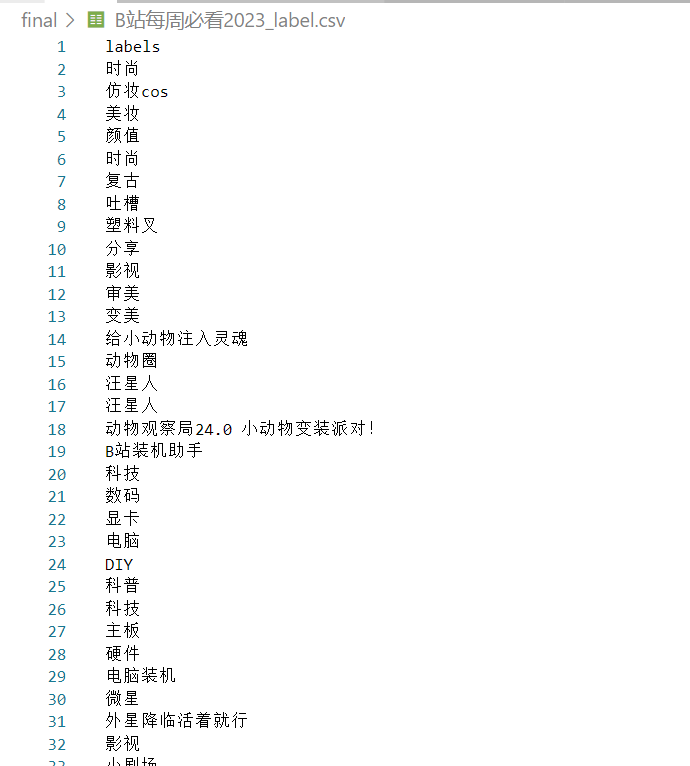 final > B站每周必看2023_label.csv
1 labels
2 时尚
3 仿妆cos
4 美妆
5 颜值
6 时尚
7 复古
8 吐槽
9 塑料叉
10 分享
11 影视
12 审美
13 变美
14 给小动物注入灵魂
15 动物圈
16 汪星人
17 汪星人
18 动物观察局24.0 小动物变装派对!
19 B站装机助手
20 科技
21 数码
22 显卡
23 电脑
24 DIY
25 科普
26 科技
27 主板
28 硬件
29 电脑装机
30 微星
31 外星降临活着就行
32 影视
33 小剧场